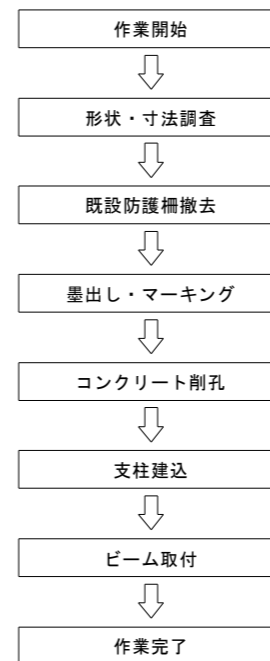 作業開始
形状・寸法調査
既設防護柵撤去
墨出し・マーキング
コンクリート削孔
支柱建込
ビーム取付
作業完了